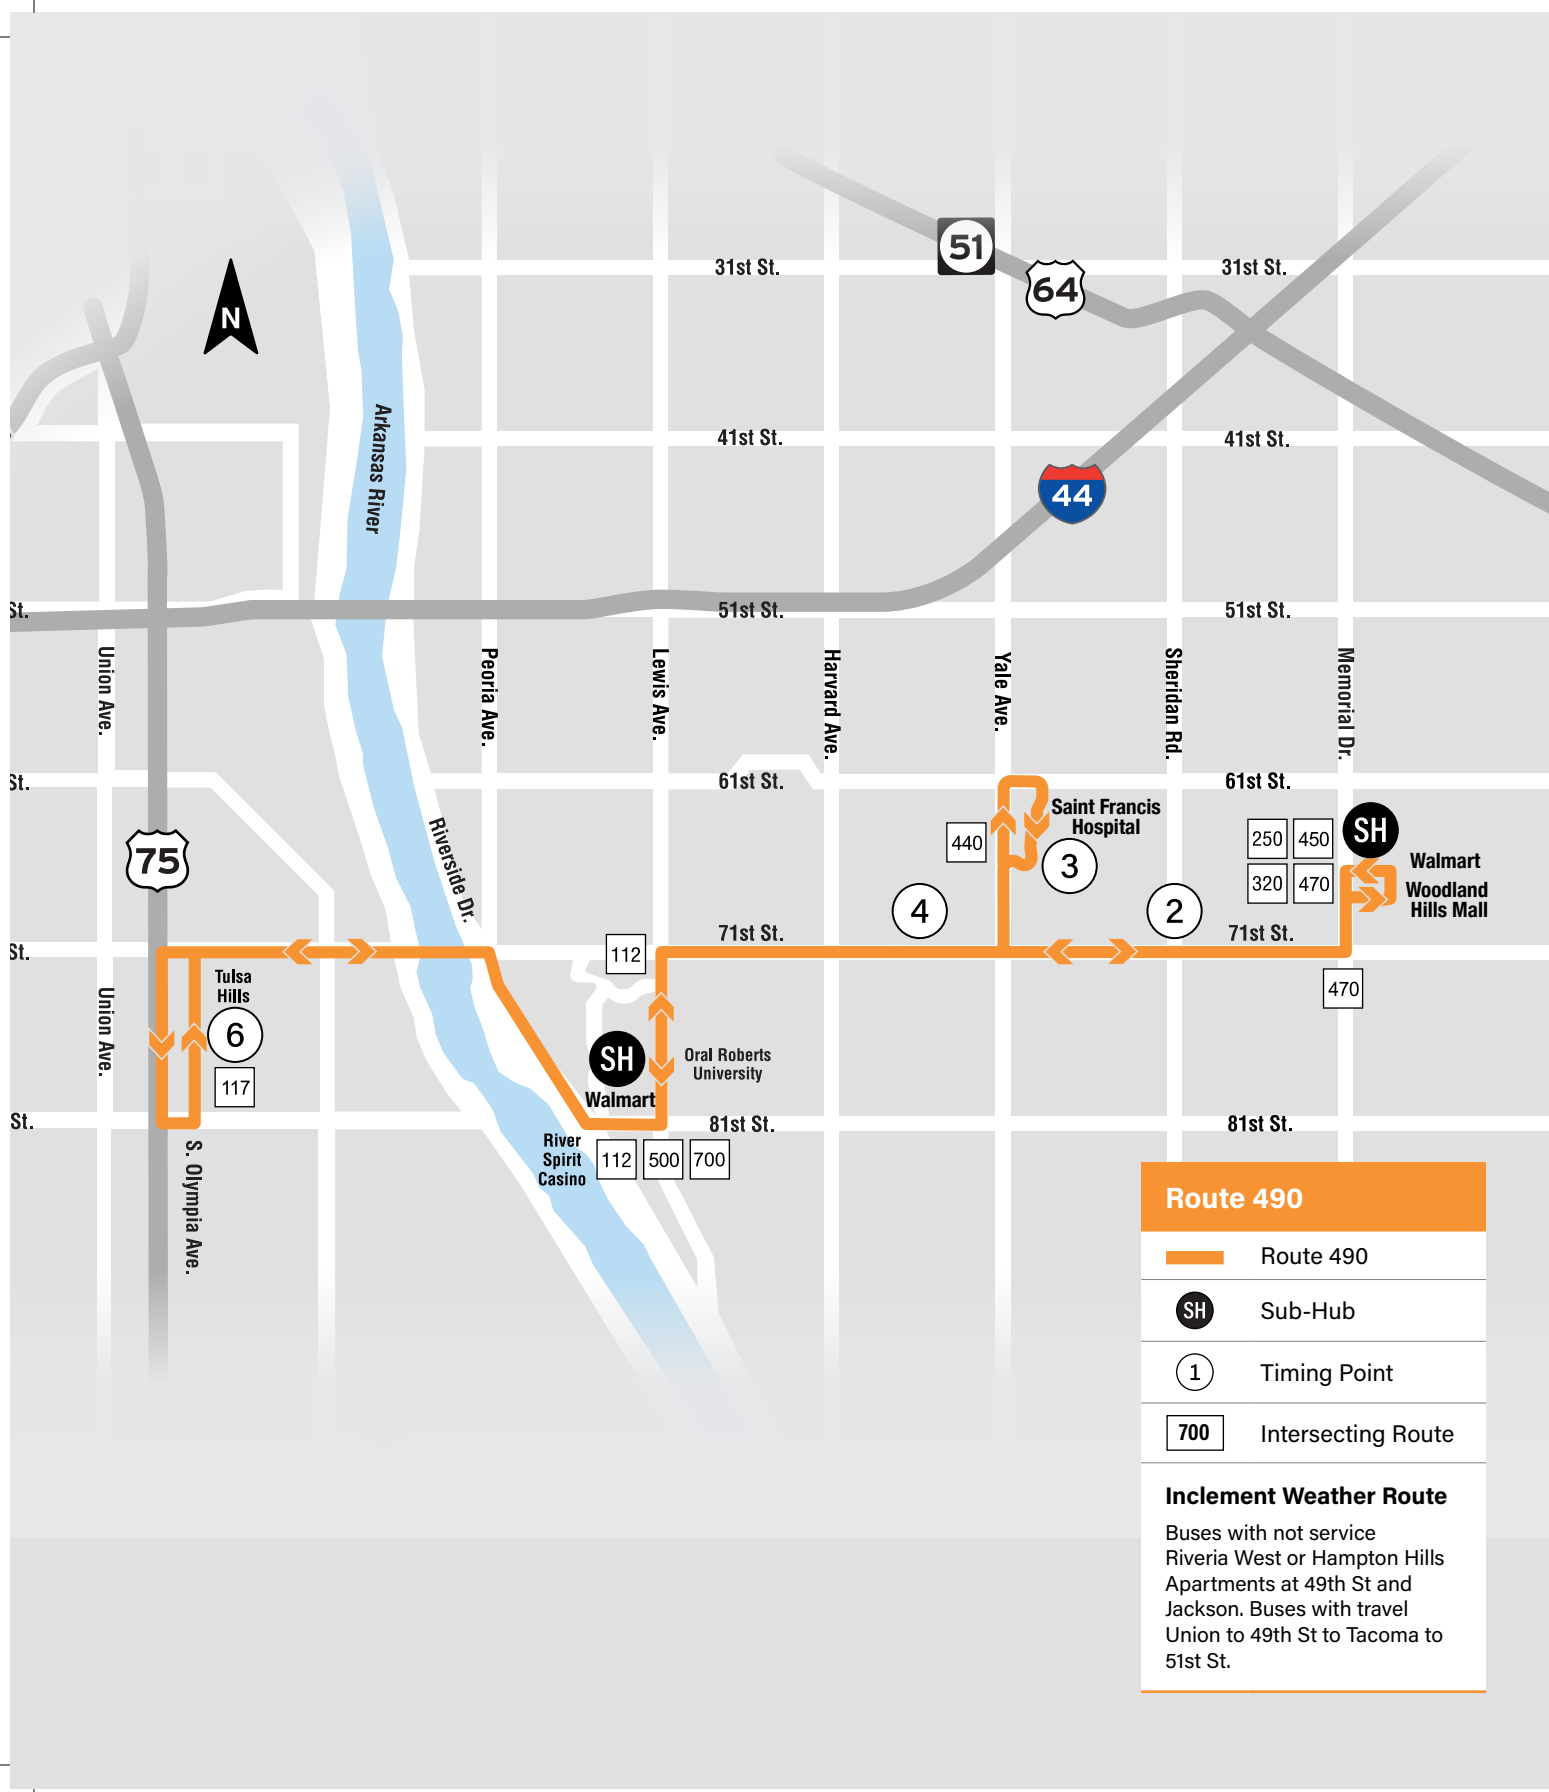 51
31st St.
31st St.
64
N
Arkansas River
41st St.
41st St.
44
St.
51st St.
51st St.
Union Ave.
Peoria Ave.
Lewis Ave.
Harvard Ave.
Yale Ave.
Sheridan Rd.
Memorial Dr.
St.
61st St.
61st St.
Riverside Dr.
75
440
Saint Francis
Hospital
3
250
450
SH
Walmart
320
470
Woodland
Hills Mall
4
2
St.
71st St.
71st St.
112
470
Tulsa
Hills
6
117
Union Ave.
SH
Walmart
Oral Roberts
University
St.
81st St.
81st St.
S. Olympia Ave.
River
Spirit
Casino
112
500
700
Route 490
Route 490
SH
Sub-Hub
1
Timing Point
700
Intersecting Route
Inclement Weather Route
Buses with not service
Riveria West or Hampton Hills
Apartments at 49th St and
Jackson. Buses with travel
Union to 49th St to Tacoma to
51st St.